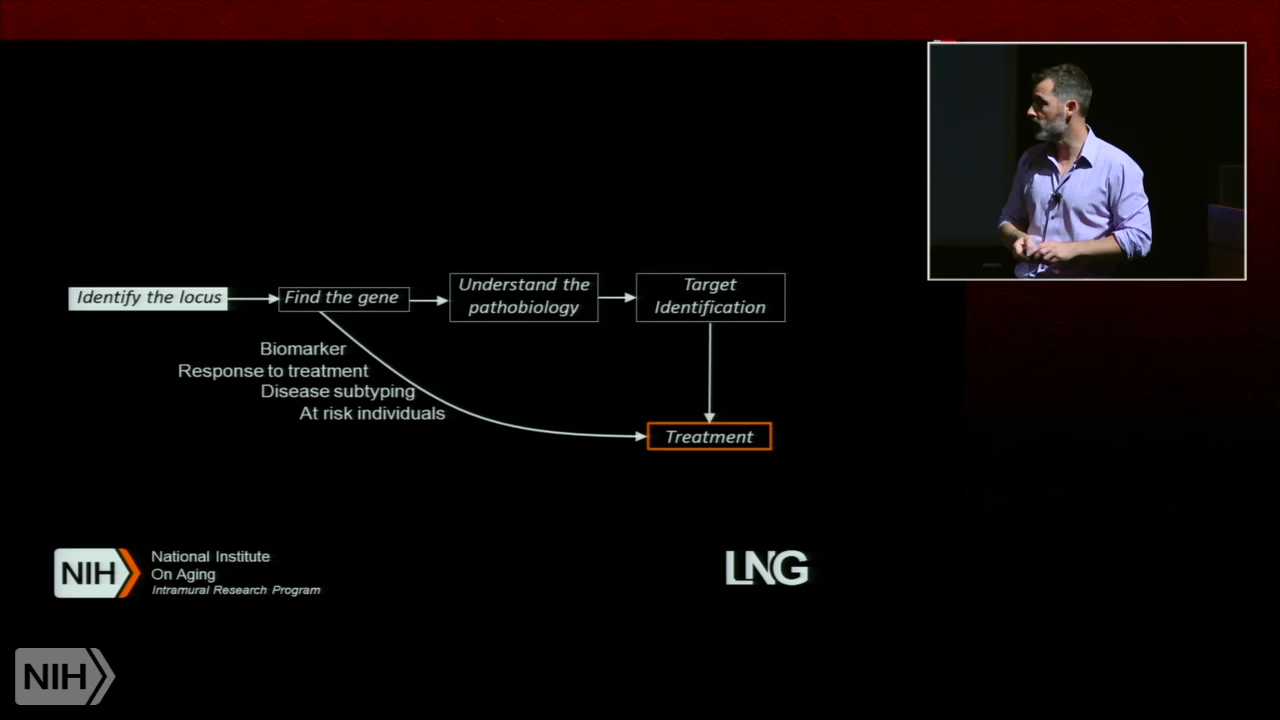 Identify the locus
Find the gene
Understand the
pathobiology
Target
Identification
Biomarker
Response to treatment
Disease subtyping
At risk individuals
Treatment
NIH
National Institute
On Aging
Intramural Research Program
LNG
NIH